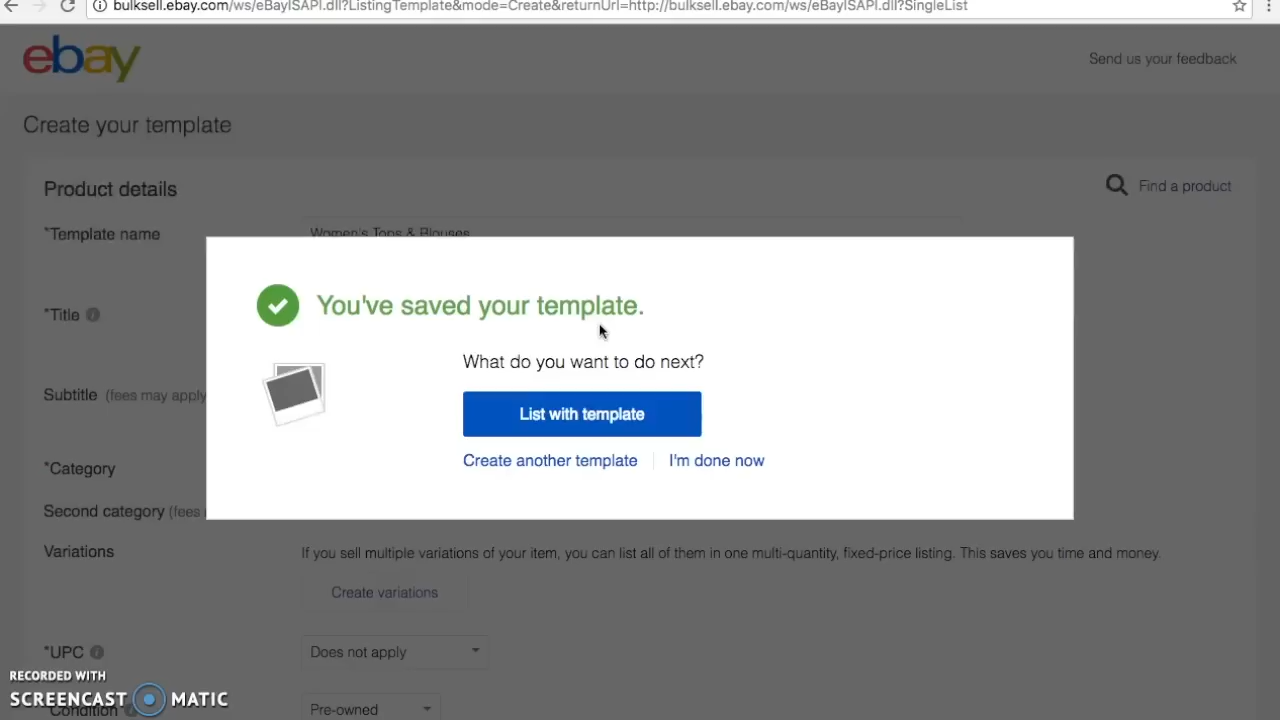 bulksell.ebay.com/ws/eBayISAPI.dll?ListingTemplate&mode=Create&returnUrl=http://bulksell.ebay.com/ws/eBayISAPI.dll?SingleList
ebay
Send us your feedback
Create your template
Product details
Find a product
*Template name
Women's Tops & Blouses
You've saved your template.
*Title
What do you want to do next?
Subtitle (fees may apply
List with template
Create another template
I'm done now
*Category
Second category (fees
Variations
If you sell multiple variations of your item, you can list all of them in one multi-quantity, fixed-price listing. This saves you time and money.
Create variations
*UPC
Does not apply
RECORDED WITH
SCREENCAST MATIC
Condition
Pre-owned